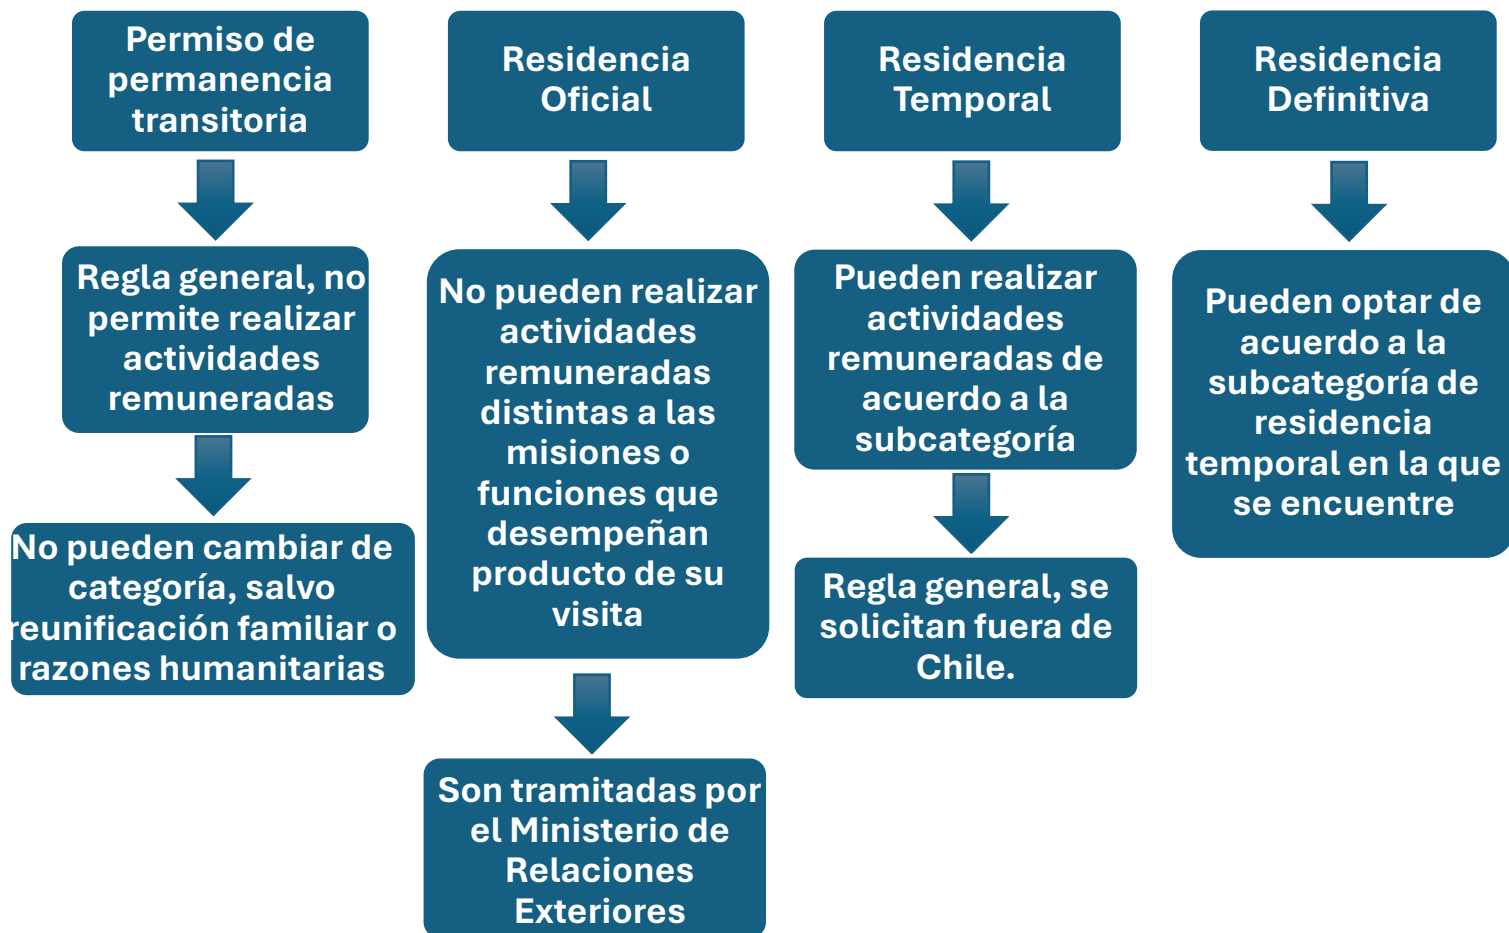 Permiso de
permanencia
transitoria
Regla general, no
permite realizar
actividades
remuneradas
No pueden cambiar de
categoría, salvo
reunificación familiar o
razones humanitarias
Residencia
Oficial
No pueden realizar
actividades
remuneradas
distintas a las
misiones o
funciones que
desempeñan
producto de su
visita
Son tramitadas por
el Ministerio de
Relaciones
Exteriores
Residencia
Temporal
Pueden realizar
actividades
remuneradas de
acuerdo a la
subcategoría
Regla general, se
solicitan fuera de
Chile.
Residencia
Definitiva
Pueden optar de
acuerdo a la
subcategoría de
residencia
temporal en la que
se encuentre